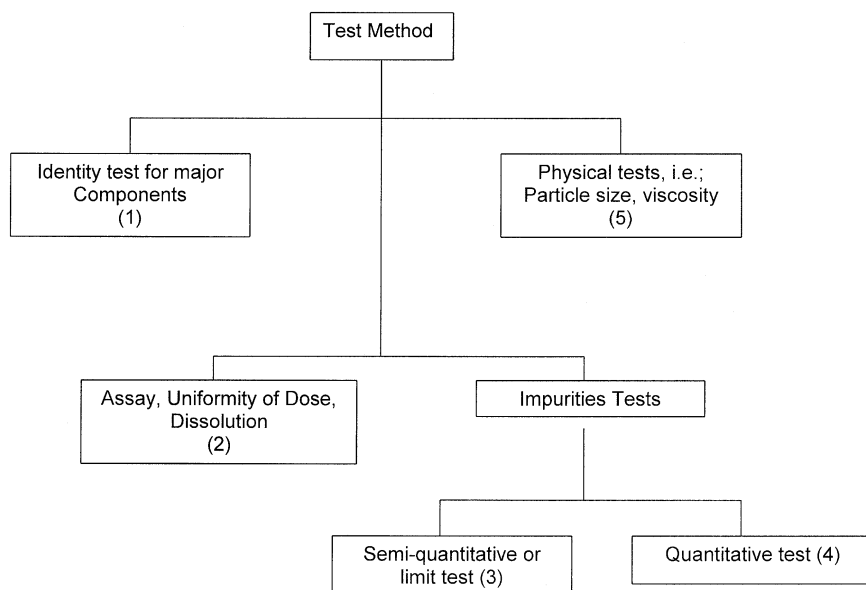 Test Method
Identity test for major
Components
(1)
Physical tests, i.e.;
Particle size, viscosity
(5)
Assay, Uniformity of Dose,
Dissolution
(2)
Impurities Tests
Semi-quantitative or
limit test (3)
Quantitative test (4)